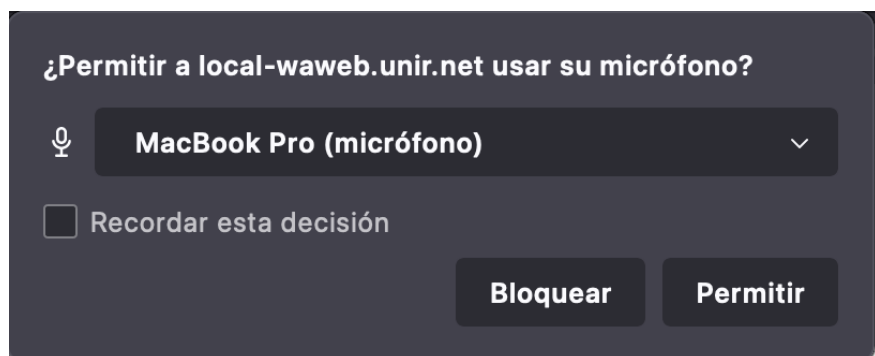 ¿Permitir a local-waweb.unir.net usar su micrófono?
MacBook Pro (micrófono)
Recordar esta decisión
Bloquear Permitir